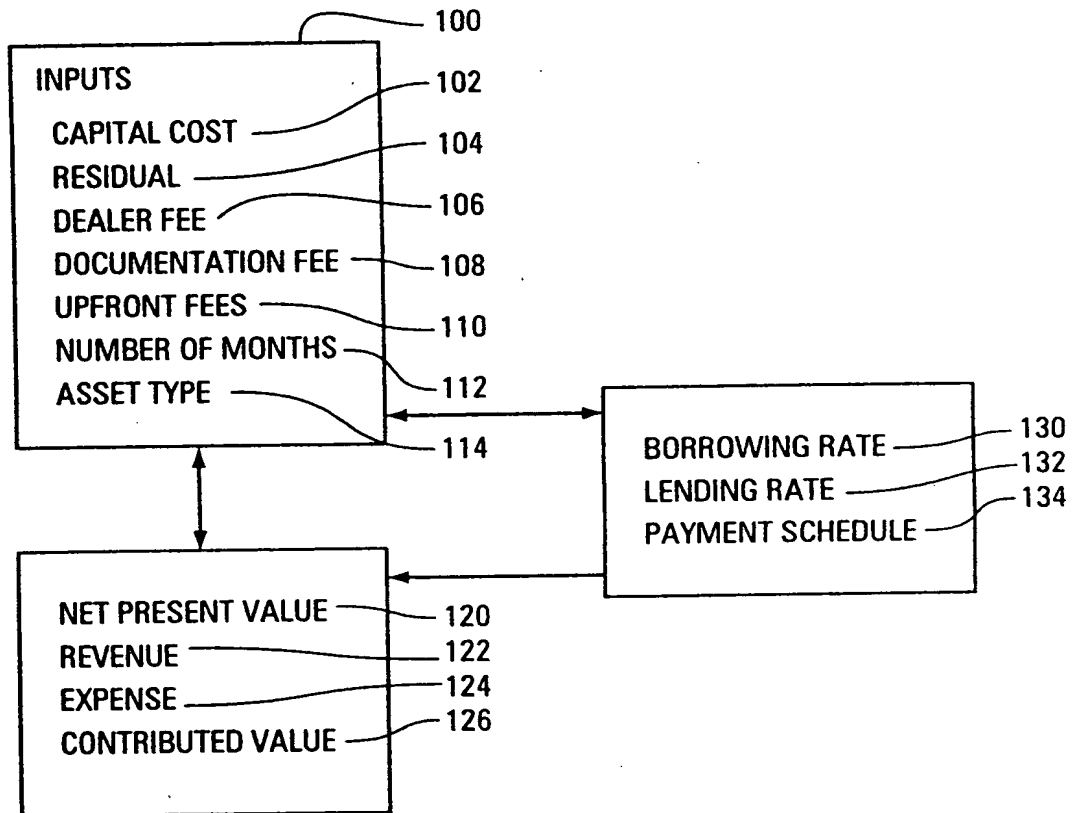 100
INPUTS
CAPITAL COST 102
RESIDUAL 104
DEALER FEE 106
DOCUMENTATION FEE 108
UPFRONT FEES 110
NUMBER OF MONTHS 112
ASSET TYPE 114
BORROWING RATE 130
LENDING RATE 132
PAYMENT SCHEDULE 134
NET PRESENT VALUE 120
REVENUE 122
EXPENSE 124
CONTRIBUTED VALUE 126